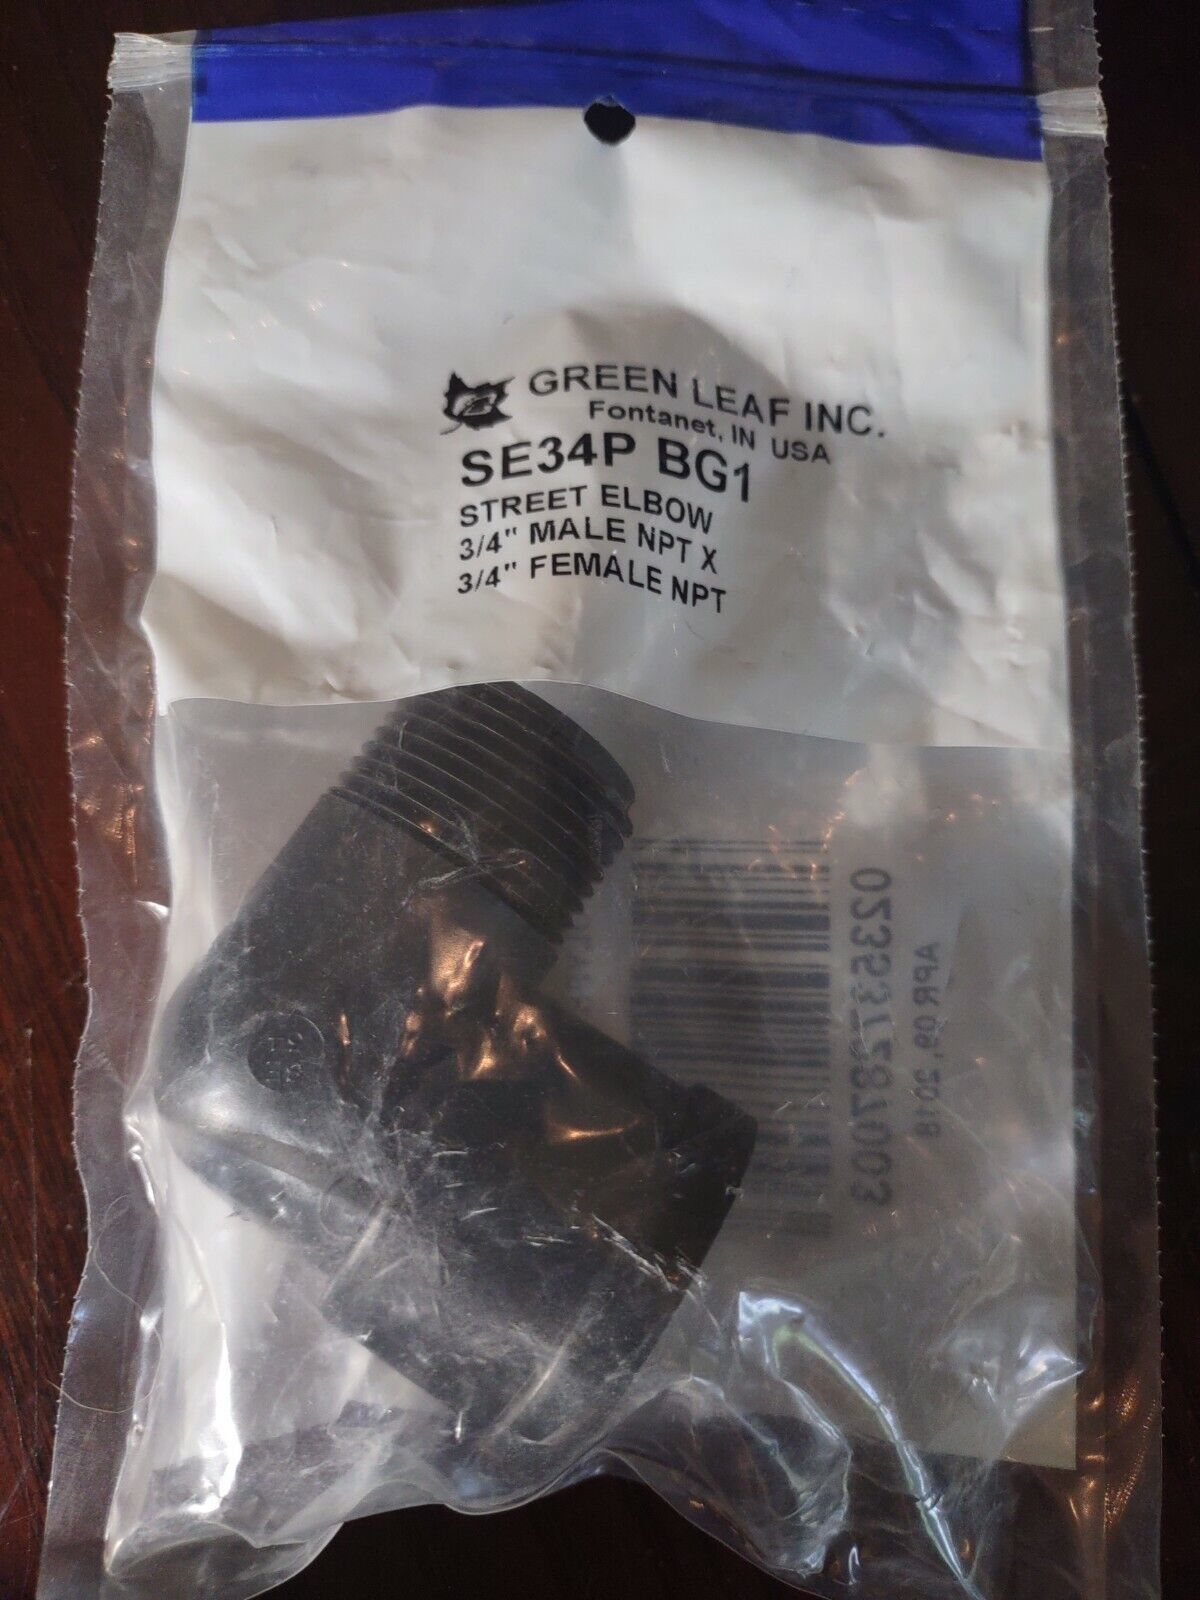 GREEN LEAF INC.
Fontanet, IN USA
SE34P BG1
STREET ELBOW
3/4" MALE NPT X
3/4" FEMALE NPT
APR 09, 2018